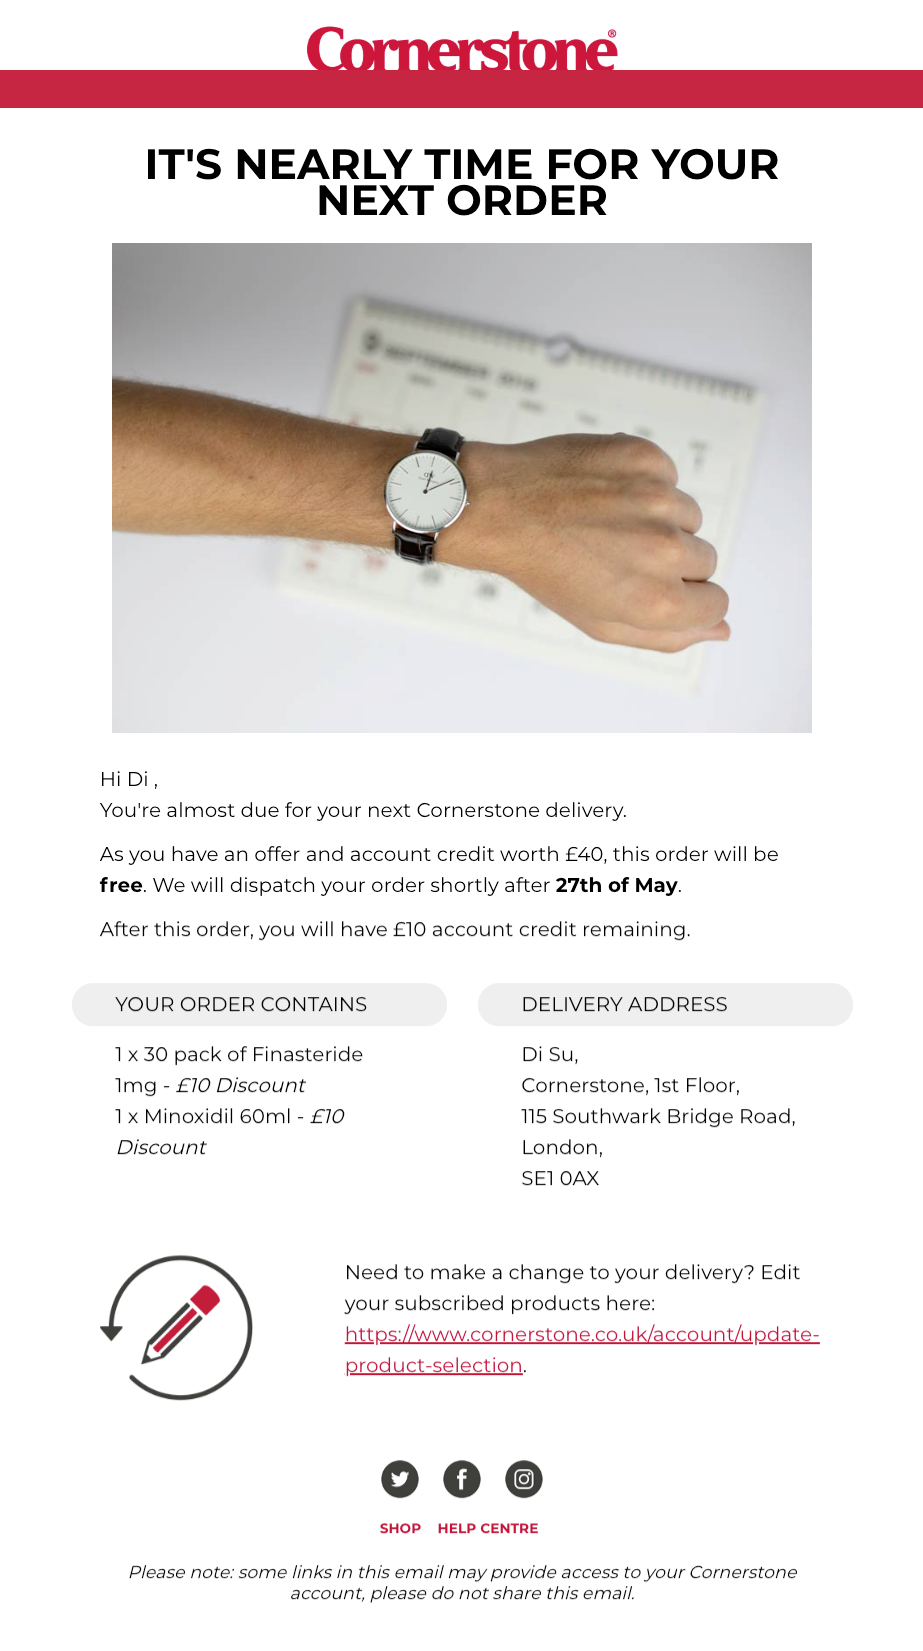 Cornerstone®
IT'S NEARLY TIME FOR YOUR
NEXT ORDER
SEPTEMBER
Hi Di ,
You're almost due for your next Cornerstone delivery.
As you have an offer and account credit worth £40, this order will be
free. We will dispatch your order shortly after 27th of May.
After this order, you will have £10 account credit remaining.
YOUR ORDER CONTAINS
1 x 30 pack of Finasteride
1mg - £10 Discount
1 x Minoxidil 60ml - £10
Discount
DELIVERY ADDRESS
Di Su,
Cornerstone, 1st Floor,
115 Southwark Bridge Road,
London,
SE1 0AX
Need to make a change to your delivery? Edit
your subscribed products here:
https://www.cornerstone.co.uk/account/update-
product-selection.
SHOP HELP CENTRE
Please note: some links in this email may provide access to your Cornerstone
account, please do not share this email.